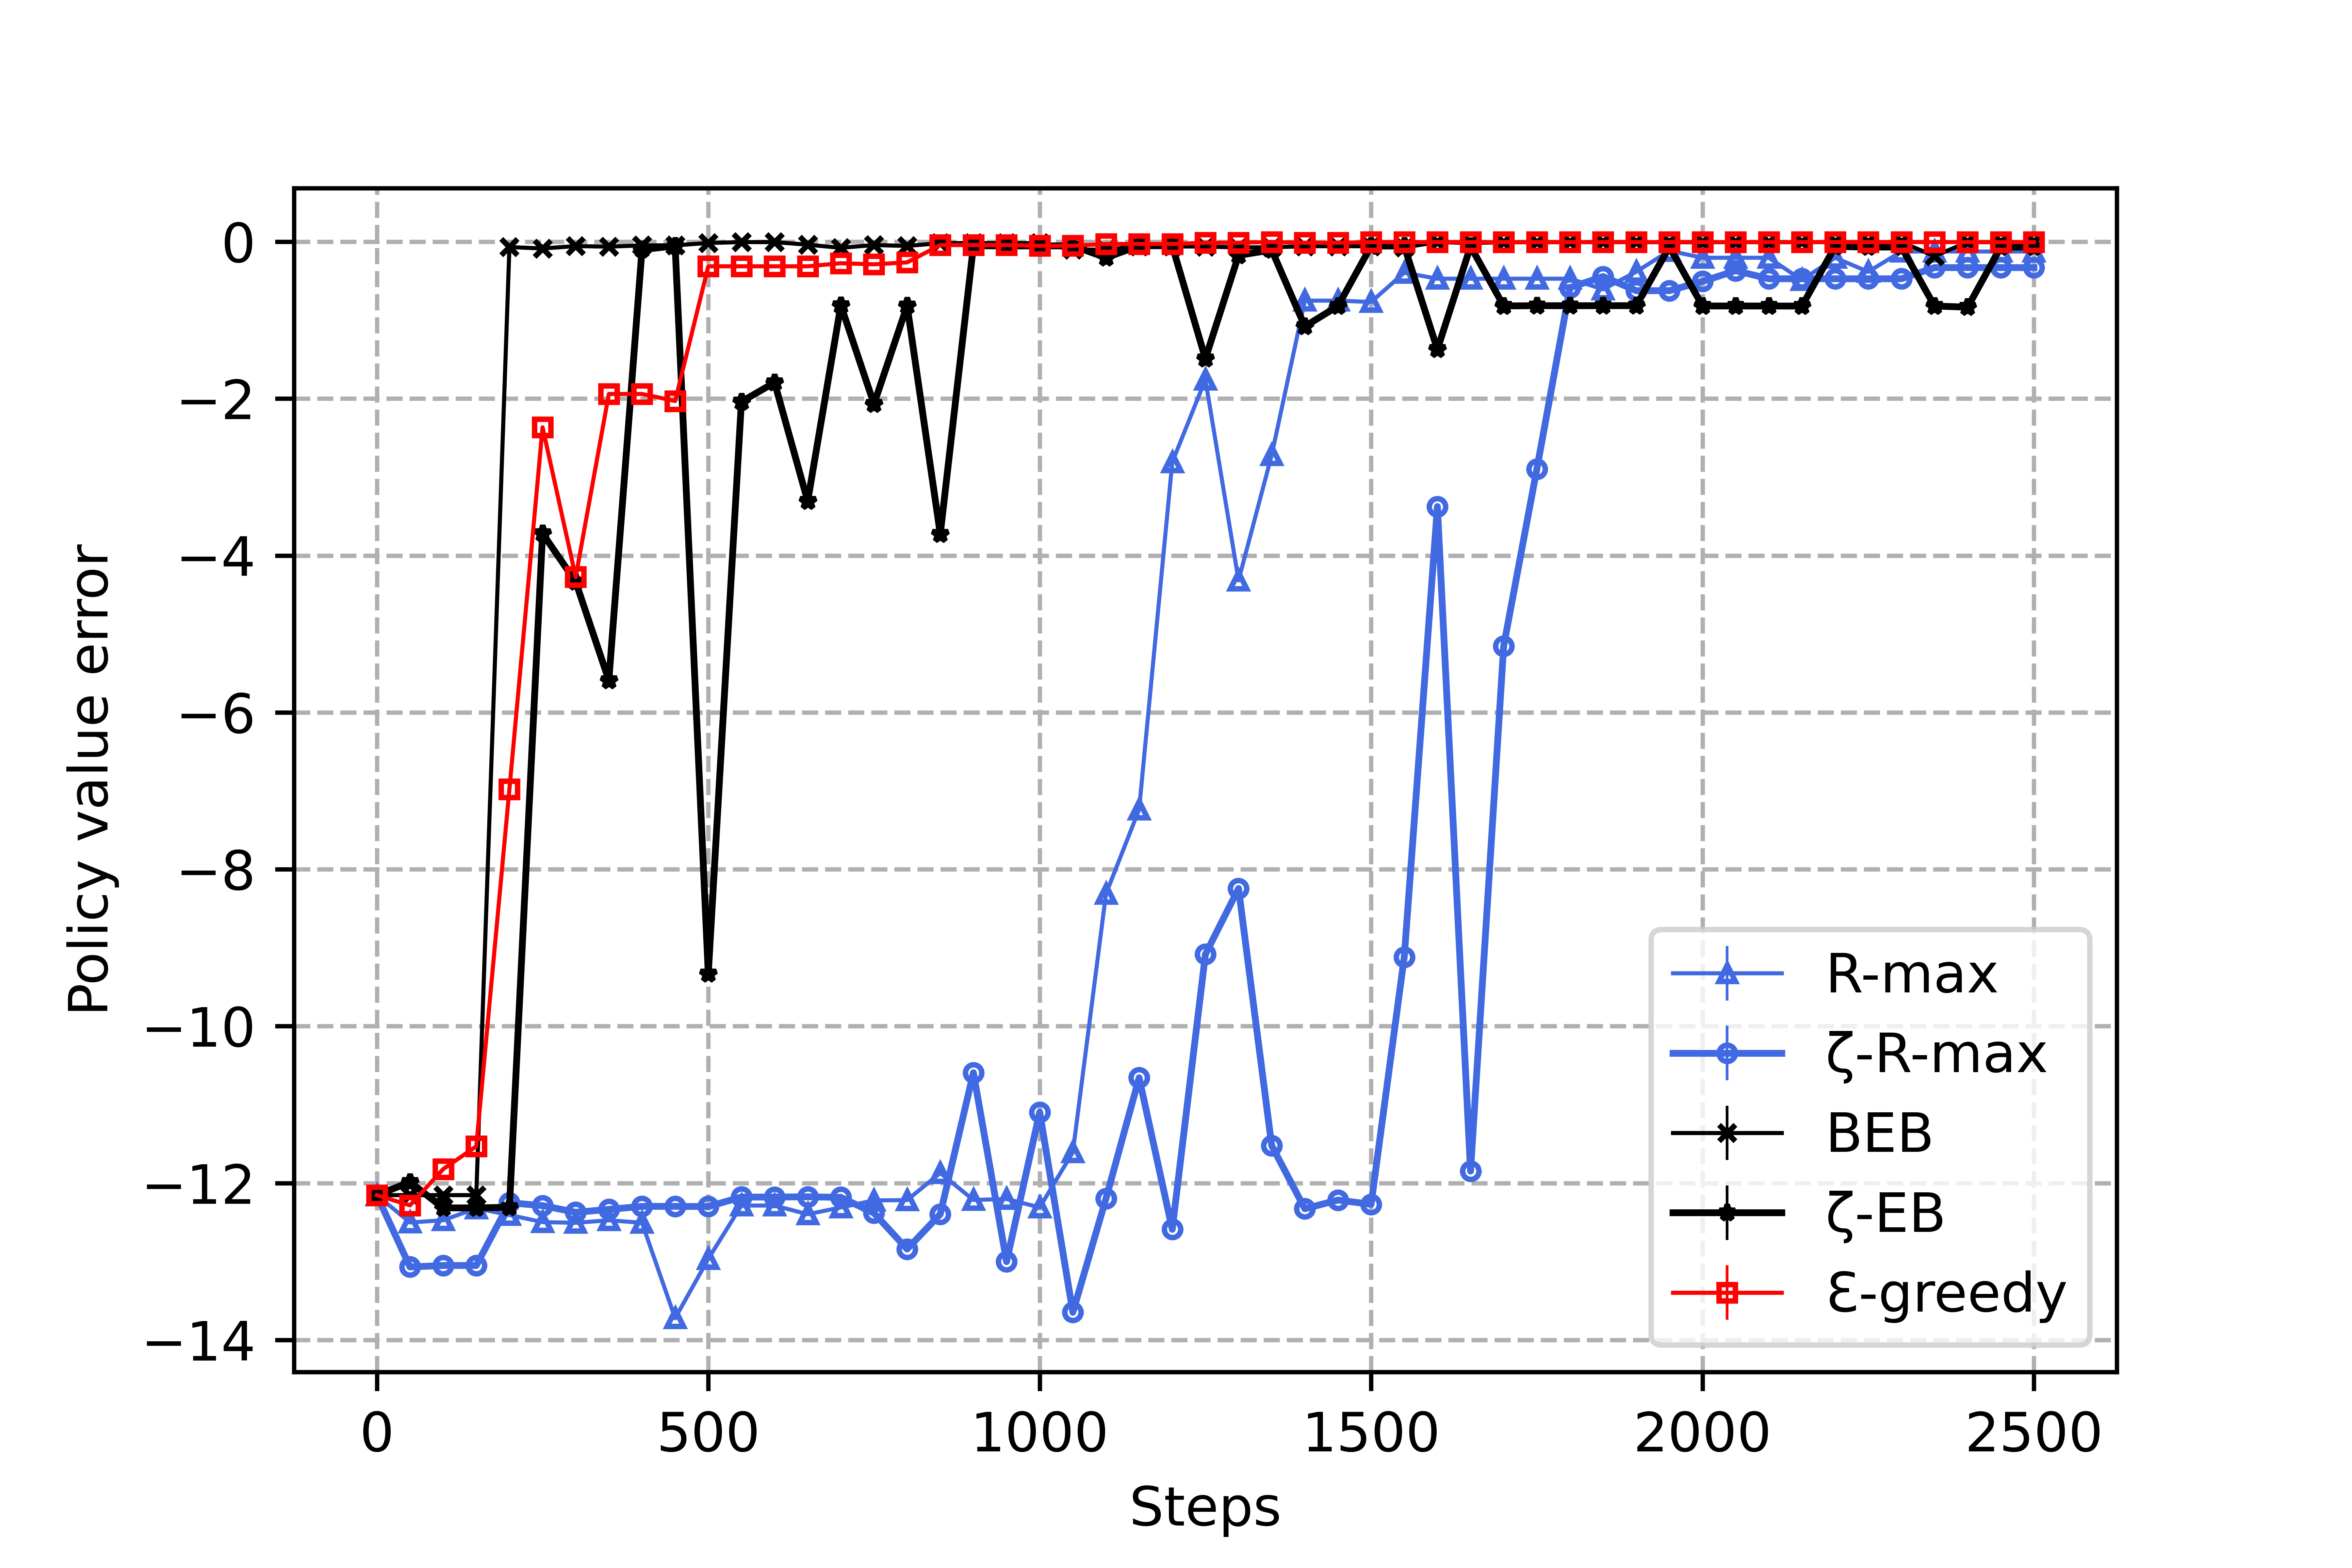 0
−2
−4
−6
−8
−10
−12
−14
Policy value error
0 500 1000 1500 2000 2500
Steps
R-max
ζ-R-max
BEB
ζ-EB
Ɛ-greedy